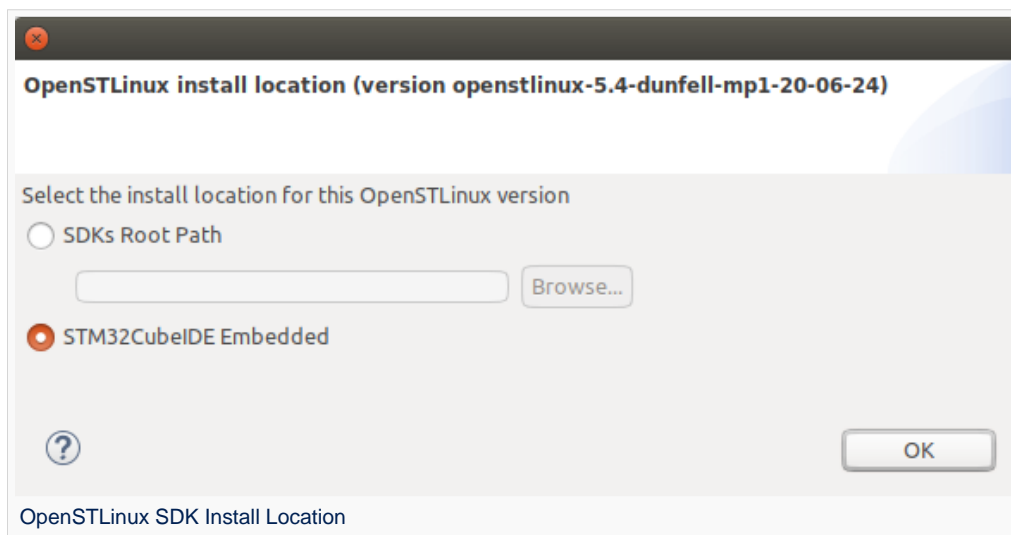 OpenSTLinux install location (version openstlinux-5.4-dunfell-mp1-20-06-24)
Select the install location for this OpenSTLinux version
SDKs Root Path
Browse...
STM32CubeIDE Embedded
?
OK
OpenSTLinux SDK Install Location